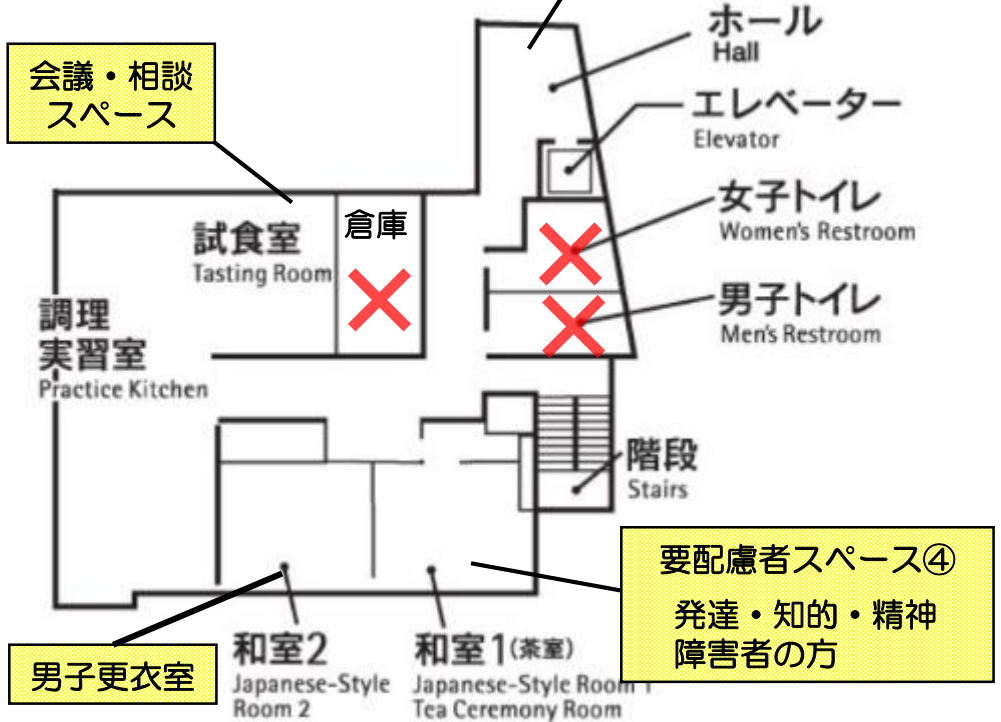 ホール
Hall
会議・相談
スペース
エレベーター
Elevator
女子トイレ
Women's Restroom
倉庫
試食室
Tasting Room
男子トイレ
Men's Restroom
調理
実習室
Practice Kitchen
階段
Stairs
要配慮者スペース④
発達・知的・精神
障害者の方
男子更衣室
和室2
Japanese-Style
Room 2
和室1(茶室)
Japanese-Style Room 1
Tea Ceremony Room